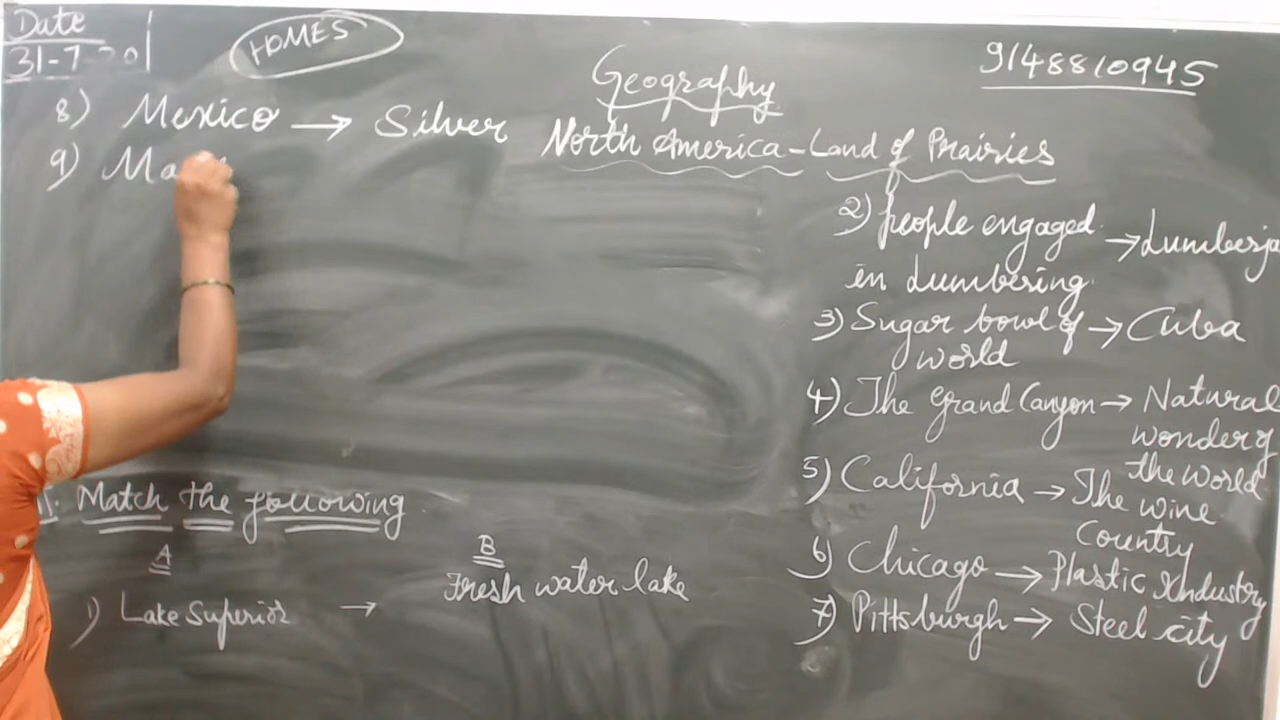 Date
31-7-20
HOMES
9148810945
Geography
North America - Land of Prairies
8) Mexico → Silver
9) Ma
II. Match the following
A
B
1) Lake Superior → Fresh water lake
2) people engaged → Lumberja
in Lumbering.
3) Sugar bowl of → Cuba
world
4) The Grand Canyon → Natural
wonder of
the world
5) California → The wine
Country
6) Chicago → Plastic Industry
7) Pittsburgh → Steel city